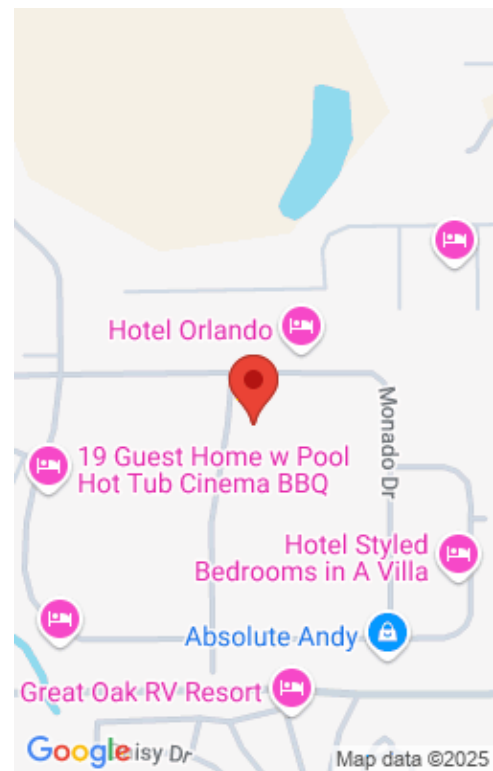 Hotel Orlando
Monado Dr
19 Guest Home w Pool
Hot Tub Cinema BBQ
Hotel Styled
Bedrooms in A Villa
Absolute Andy
Great Oak RV Resort
Google
Dr
Map data ©2025